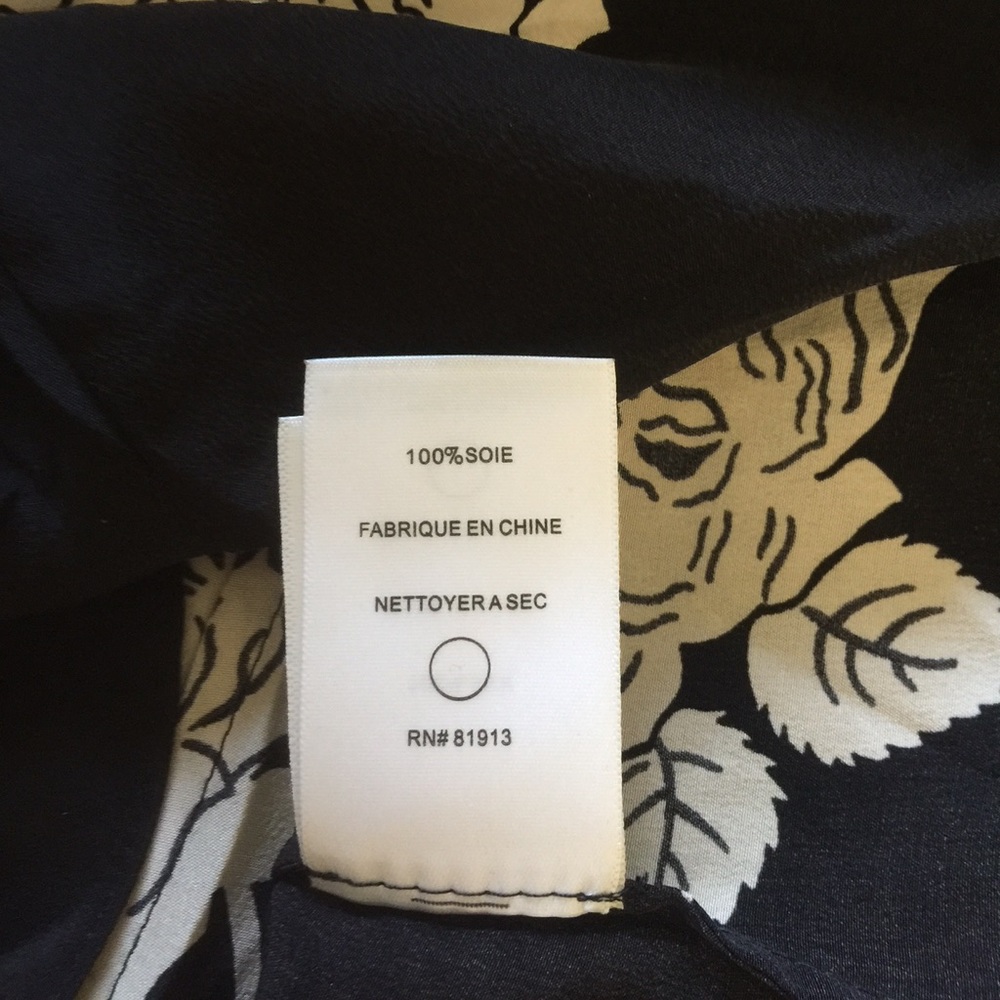 100%SOIE
FABRIQUE EN CHINE
NETTOYER A SEC
RN# 81913